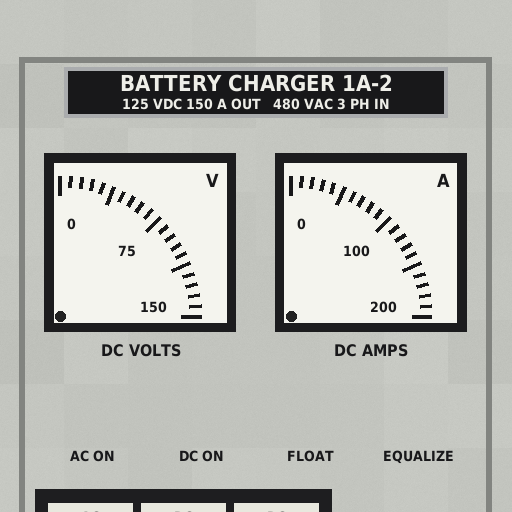 BATTERY CHARGER 1A-2
125 VDC 150 A OUT 480 VAC 3 PH IN
V
0
75
150
DC VOLTS
A
0
100
200
DC AMPS
AC ON
DC ON
FLOAT
EQUALIZE